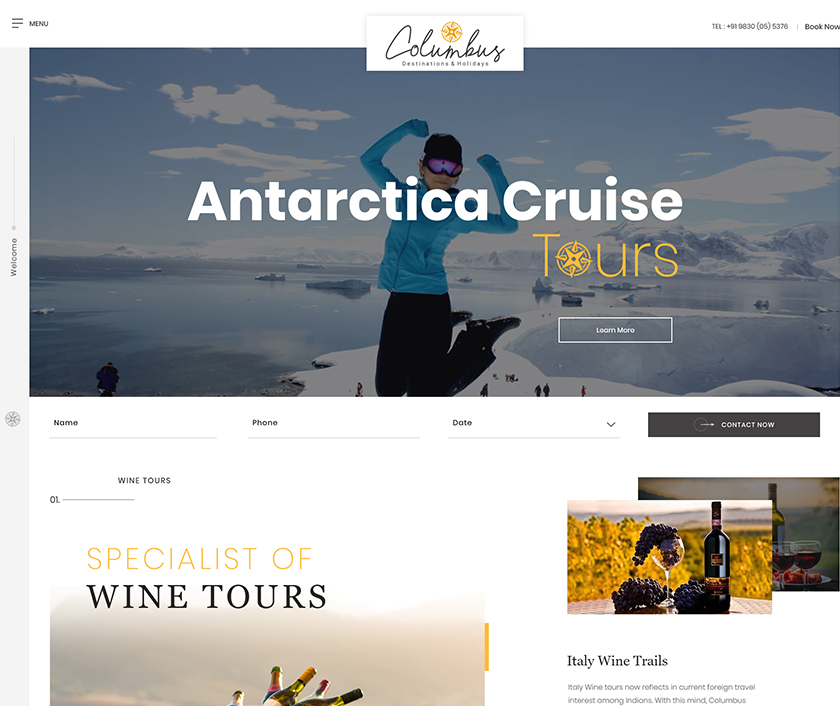 MENU
Columbus
Destinations & Holidays
TEL : +91 9830 (05) 5376
Book Now
Welcome
Antarctica Cruise
Tours
Learn More
Name
Phone
Date
CONTACT NOW
WINE TOURS
01.
SPECIALIST OF
WINE TOURS
Italy Wine Trails
Italy Wine tours now reflects in current foreign travel
interest among Indians. With this mind, Columbus